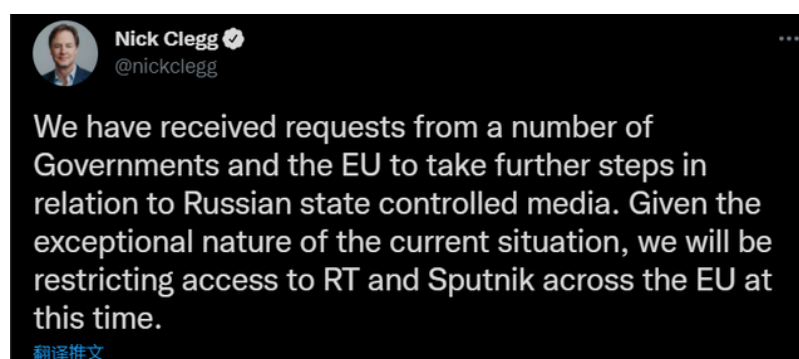 Nick Clegg
@nickclegg
We have received requests from a number of
Governments and the EU to take further steps in
relation to Russian state controlled media. Given the
exceptional nature of the current situation, we will be
restricting access to RT and Sputnik across the EU at
this time.
翻译推文